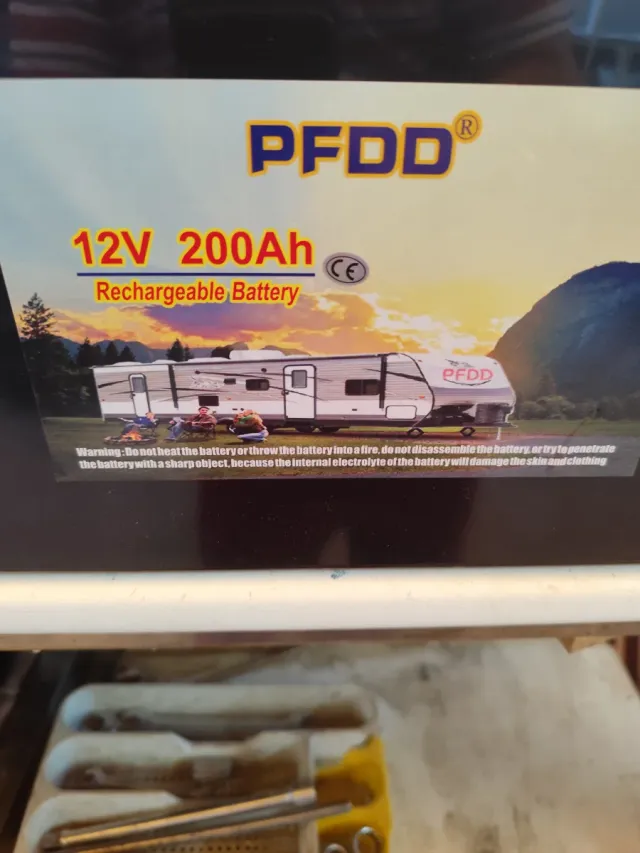 PFDD®
12V 200Ah
CE
Rechargeable Battery
PFDD
Warning : Do not heat the battery or throw the battery into a fire, do not disassemble the battery, or try to penetrate
the battery with a sharp object, because the internal electrolyte of the battery will damage the skin and clothing